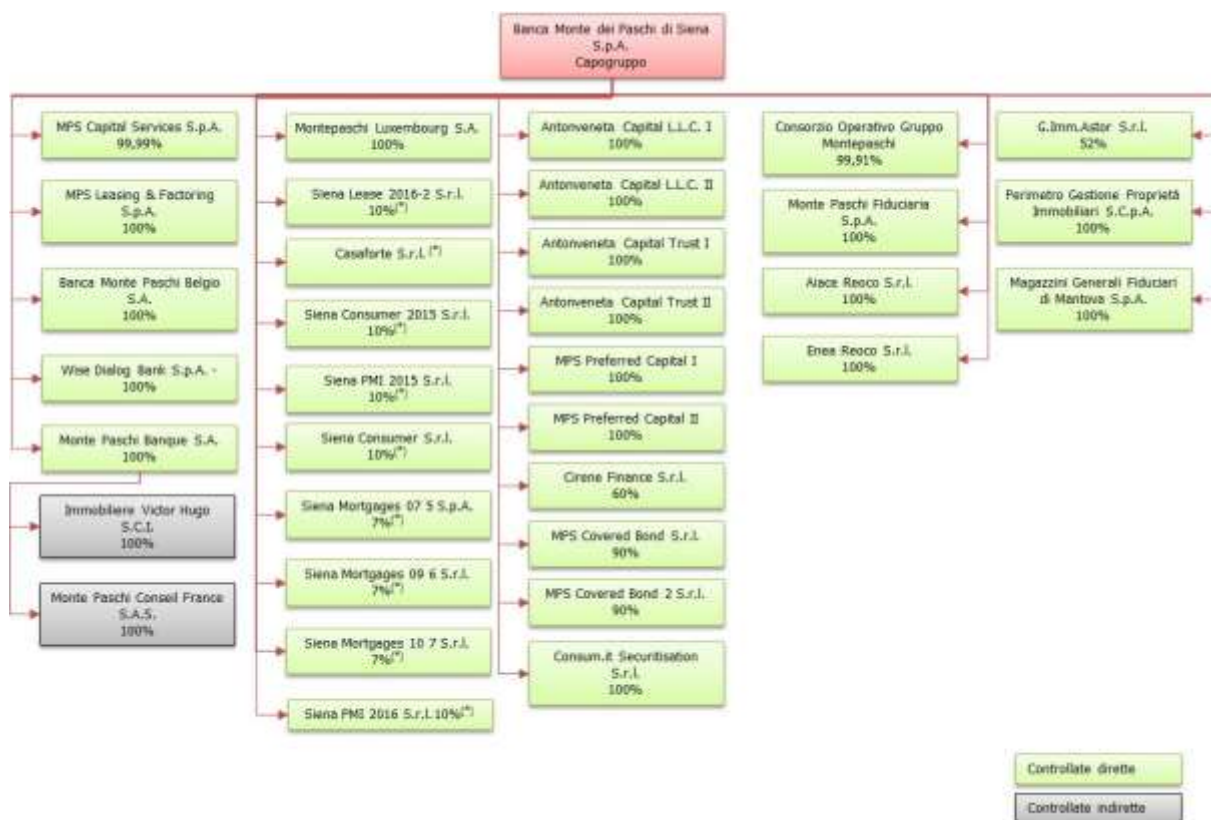 Banca Monte dei Paschi di Siena
S.p.A.
Capogruppo
MPS Capital Services S.p.A.
99,99%
MPS Leasing & Factoring
S.p.A.
100%
Banca Monte Paschi Belgio
S.A.
100%
Wise Dialog Bank S.p.A. -
100%
Monte Paschi Banque S.A.
100%
Immobiliere Victor Hugo
S.C.I.
100%
Monte Paschi Conseil France
S.A.S.
100%
Montepaschi Luxembourg S.A.
100%
Siena Lease 2016-2 S.r.l.
10%(*)
Casaforte S.r.l. (*)
Siena Consumer 2015 S.r.l.
10%(*)
Siena PMI 2015 S.r.l.
10%(*)
Siena Consumer S.r.l.
10%(*)
Siena Mortgages 07 5 S.p.A.
7%(*)
Siena Mortgages 09 6 S.r.l.
7%(*)
Siena Mortgages 10 7 S.r.l.
7%(*)
Siena PMI 2016 S.r.l. 10%(*)
Antonveneta Capital L.L.C. I
100%
Antonveneta Capital L.L.C. II
100%
Antonveneta Capital Trust I
100%
Antonveneta Capital Trust II
100%
MPS Preferred Capital I
100%
MPS Preferred Capital II
100%
Cirene Finance S.r.l.
60%
MPS Covered Bond S.r.l.
90%
MPS Covered Bond 2 S.r.l.
90%
Consum.it Securitisation
S.r.l.
100%
Consorzio Operativo Gruppo
Montepaschi
99,91%
Monte Paschi Fiduciaria
S.p.A.
100%
Aiace Reoco S.r.l.
100%
Enea Reoco S.r.l.
100%
G.Imm.Astor S.r.l.
52%
Perimetro Gestione Proprietà
Immobiliari S.C.p.A.
100%
Magazzini Generali Fiduciari
di Mantova S.p.A.
100%
Controllate dirette
Controllate indirette